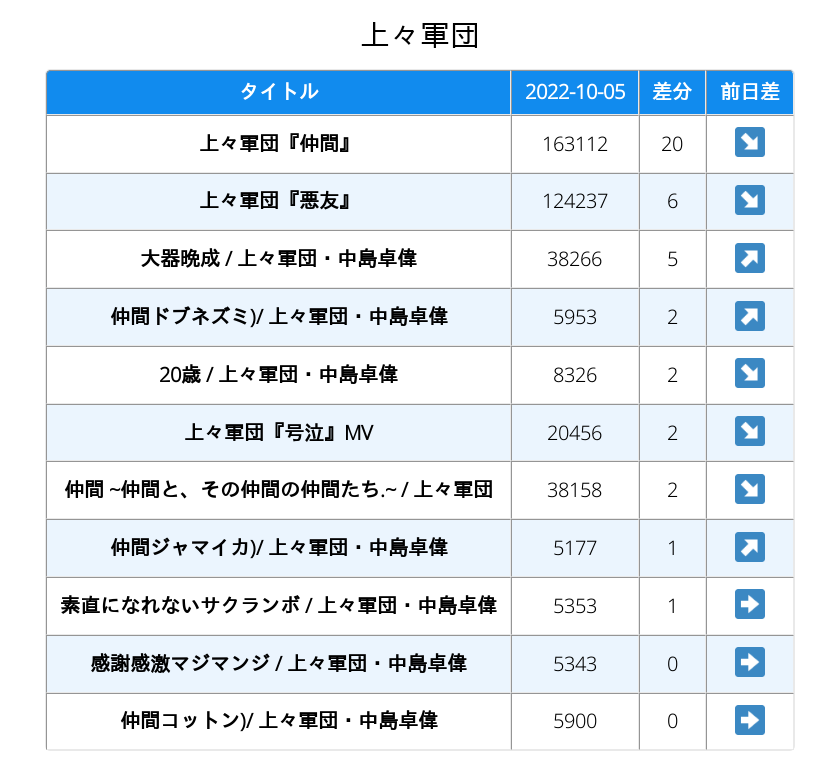 上々軍団
タイトル 2022-10-05 差分 前日差
上々軍団『仲間』 163112 20
上々軍団『悪友』 124237 6
大器晩成 / 上々軍団・中島卓偉 38266 5
仲間ドブネズミ)/ 上々軍団・中島卓偉 5953 2
20歳 / 上々軍団・中島卓偉 8326 2
上々軍団『号泣』MV 20456 2
仲間 ~仲間と、その仲間の仲間たち.~ / 上々軍団 38158 2
仲間ジャマイカ)/ 上々軍団・中島卓偉 5177 1
素直になれないサクランボ / 上々軍団・中島卓偉 5353 1
感謝感激マジマンジ / 上々軍団・中島卓偉 5343 0
仲間コットン)/ 上々軍団・中島卓偉 5900 0